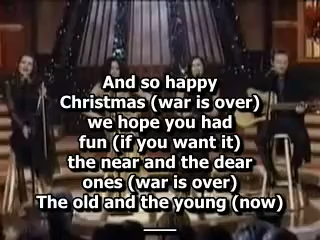 And so happy
Christmas (war is over)
we hope you had
fun (if you want it)
the near and the dear
ones (war is over)
The old and the young (now)